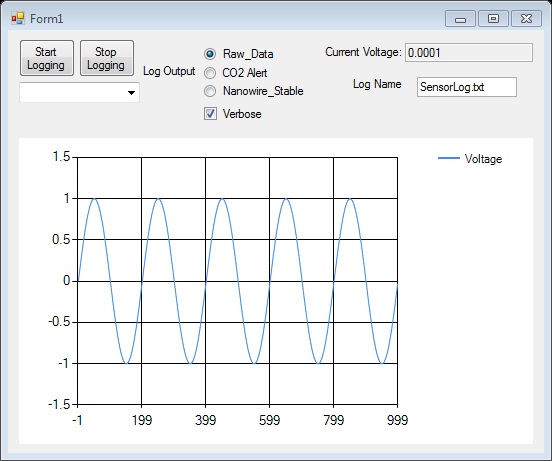 Form1
Start Logging
Stop Logging
Log Output
Raw_Data
CO2 Alert
Nanowire_Stable
Verbose
Current Voltage: 0.0001
Log Name SensorLog.txt
Voltage
1.5
1
0.5
0
-0.5
-1
-1.5
-1 199 399 599 799 999